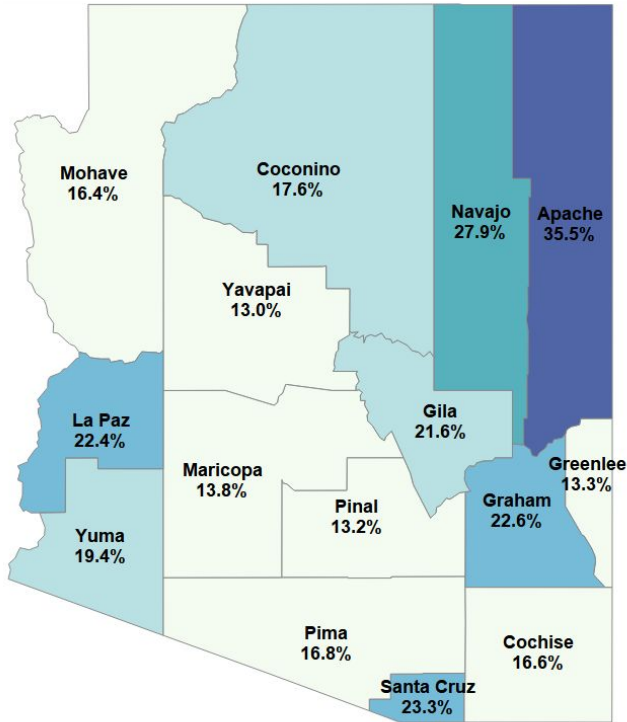 Mohave
16.4%
Coconino
17.6%
Navajo
27.9%
Apache
35.5%
Yavapai
13.0%
La Paz
22.4%
Gila
21.6%
Maricopa
13.8%
Greenlee
13.3%
Pinal
13.2%
Graham
22.6%
Yuma
19.4%
Pima
16.8%
Cochise
16.6%
Santa Cruz
23.3%